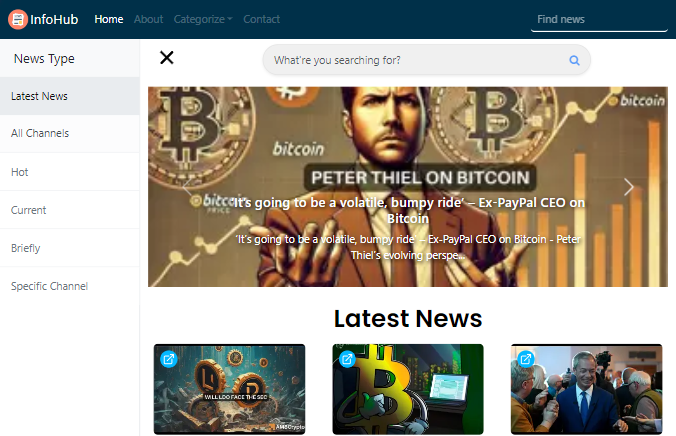 InfoHub
Home
About
Categorize
Contact
Find news
News Type
Latest News
All Channels
Hot
Current
Briefly
Specific Channel
What're you searching for?
bitcoin
bitcoin
PETER THIEL ON BITCOIN
PRICE
'It's going to be a volatile, bumpy ride' – Ex-PayPal CEO on
Bitcoin
'It's going to be a volatile, bumpy ride' – Ex-PayPal CEO on Bitcoin - Peter
Thiel's evolving perspe...
Latest News
WILL LDO FACE THE SEC
AMBCrypto